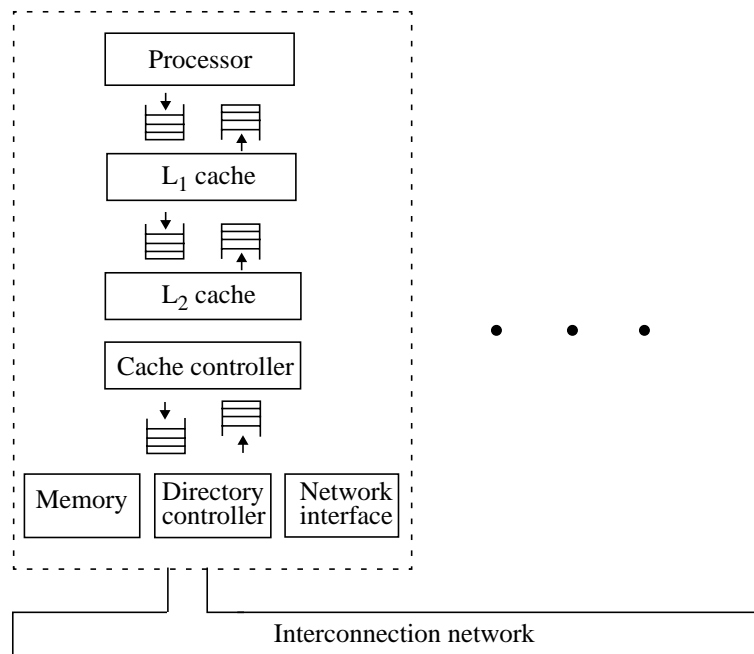 Processor
L₁ cache
L₂ cache
Cache controller
Memory
Directory
controller
Network
interface
Interconnection network